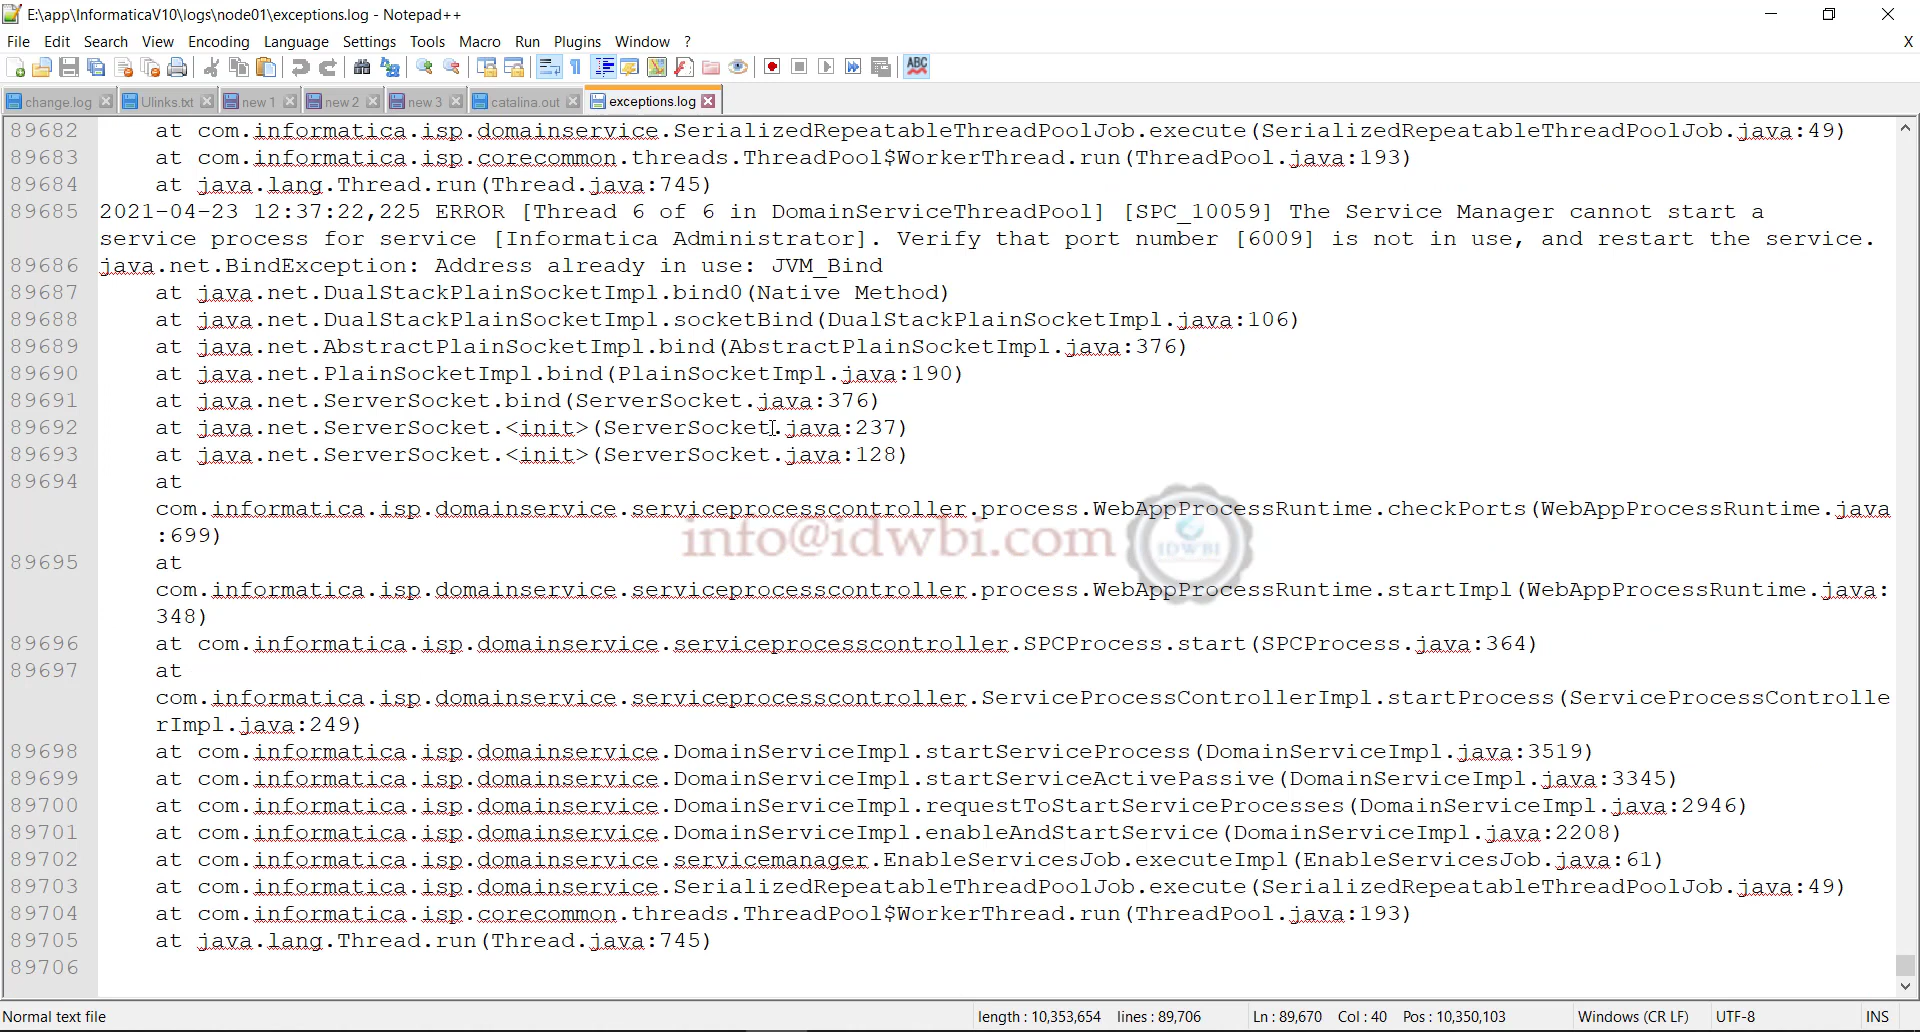 E:\app\InformaticaV10\logs\node01\exceptions.log - Notepad++
File Edit Search View Encoding Language Settings Tools Macro Run Plugins Window ? X
ABC
change.log Ulinks.txt new 1 new 2 new 3 catalina.out exceptions.log
89682 at com.informatica.isp.domainservice.SerializedRepeatableThreadPoolJob.execute(SerializedRepeatableThreadPoolJob.java:49)
89683 at com.informatica.isp.corecommon.threads.ThreadPool$WorkerThread.run(ThreadPool.java:193)
89684 at java.lang.Thread.run(Thread.java:745)
89685 2021-04-23 12:37:22,225 ERROR [Thread 6 of 6 in DomainServiceThreadPool] [SPC_10059] The Service Manager cannot start a
service process for service [Informatica Administrator]. Verify that port number [6009] is not in use, and restart the service.
89686 java.net.BindException: Address already in use: JVM_Bind
89687 at java.net.DualStackPlainSocketImpl.bind0(Native Method)
89688 at java.net.DualStackPlainSocketImpl.socketBind(DualStackPlainSocketImpl.java:106)
89689 at java.net.AbstractPlainSocketImpl.bind(AbstractPlainSocketImpl.java:376)
89690 at java.net.PlainSocketImpl.bind(PlainSocketImpl.java:190)
89691 at java.net.ServerSocket.bind(ServerSocket.java:376)
89692 at java.net.ServerSocket.<init>(ServerSocket.java:237)
89693 at java.net.ServerSocket.<init>(ServerSocket.java:128)
89694 at
com.informatica.isp.domainservice.serviceprocesscontroller.process.WebAppProcessRuntime.checkPorts(WebAppProcessRuntime.java
:699)
info@idwbi.com IDWBI
89695 at
com.informatica.isp.domainservice.serviceprocesscontroller.process.WebAppProcessRuntime.startImpl(WebAppProcessRuntime.java:
348)
89696 at com.informatica.isp.domainservice.serviceprocesscontroller.SPCProcess.start(SPCProcess.java:364)
89697 at
com.informatica.isp.domainservice.serviceprocesscontroller.ServiceProcessControllerImpl.startProcess(ServiceProcessControlle
rImpl.java:249)
89698 at com.informatica.isp.domainservice.DomainServiceImpl.startServiceProcess(DomainServiceImpl.java:3519)
89699 at com.informatica.isp.domainservice.DomainServiceImpl.startServiceActivePassive(DomainServiceImpl.java:3345)
89700 at com.informatica.isp.domainservice.DomainServiceImpl.requestToStartServiceProcesses(DomainServiceImpl.java:2946)
89701 at com.informatica.isp.domainservice.DomainServiceImpl.enableAndStartService(DomainServiceImpl.java:2208)
89702 at com.informatica.isp.domainservice.servicemanager.EnableServicesJob.executeImpl(EnableServicesJob.java:61)
89703 at com.informatica.isp.domainservice.SerializedRepeatableThreadPoolJob.execute(SerializedRepeatableThreadPoolJob.java:49)
89704 at com.informatica.isp.corecommon.threads.ThreadPool$WorkerThread.run(ThreadPool.java:193)
89705 at java.lang.Thread.run(Thread.java:745)
89706
Normal text file length : 10,353,654 lines : 89,706 Ln : 89,670 Col : 40 Pos : 10,350,103 Windows (CR LF) UTF-8 INS